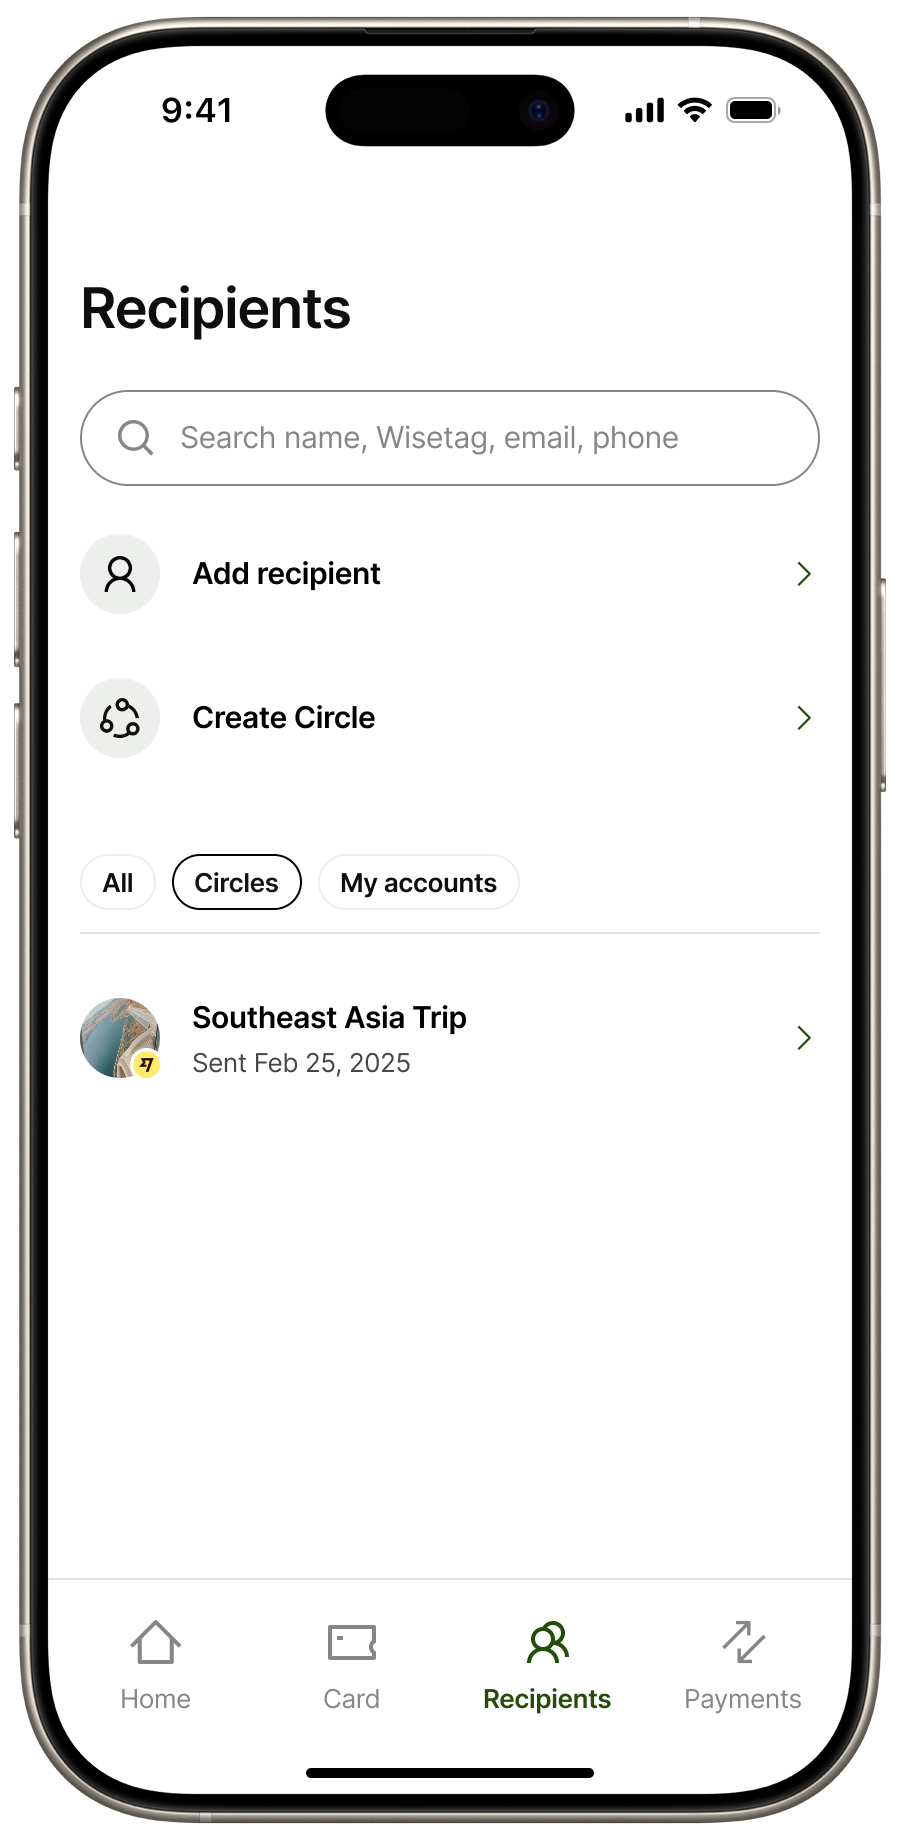 9:41
Recipients
Search name, Wisetag, email, phone
Add recipient
Create Circle
All Circles My accounts
Southeast Asia Trip
Sent Feb 25, 2025
Home Card Recipients Payments